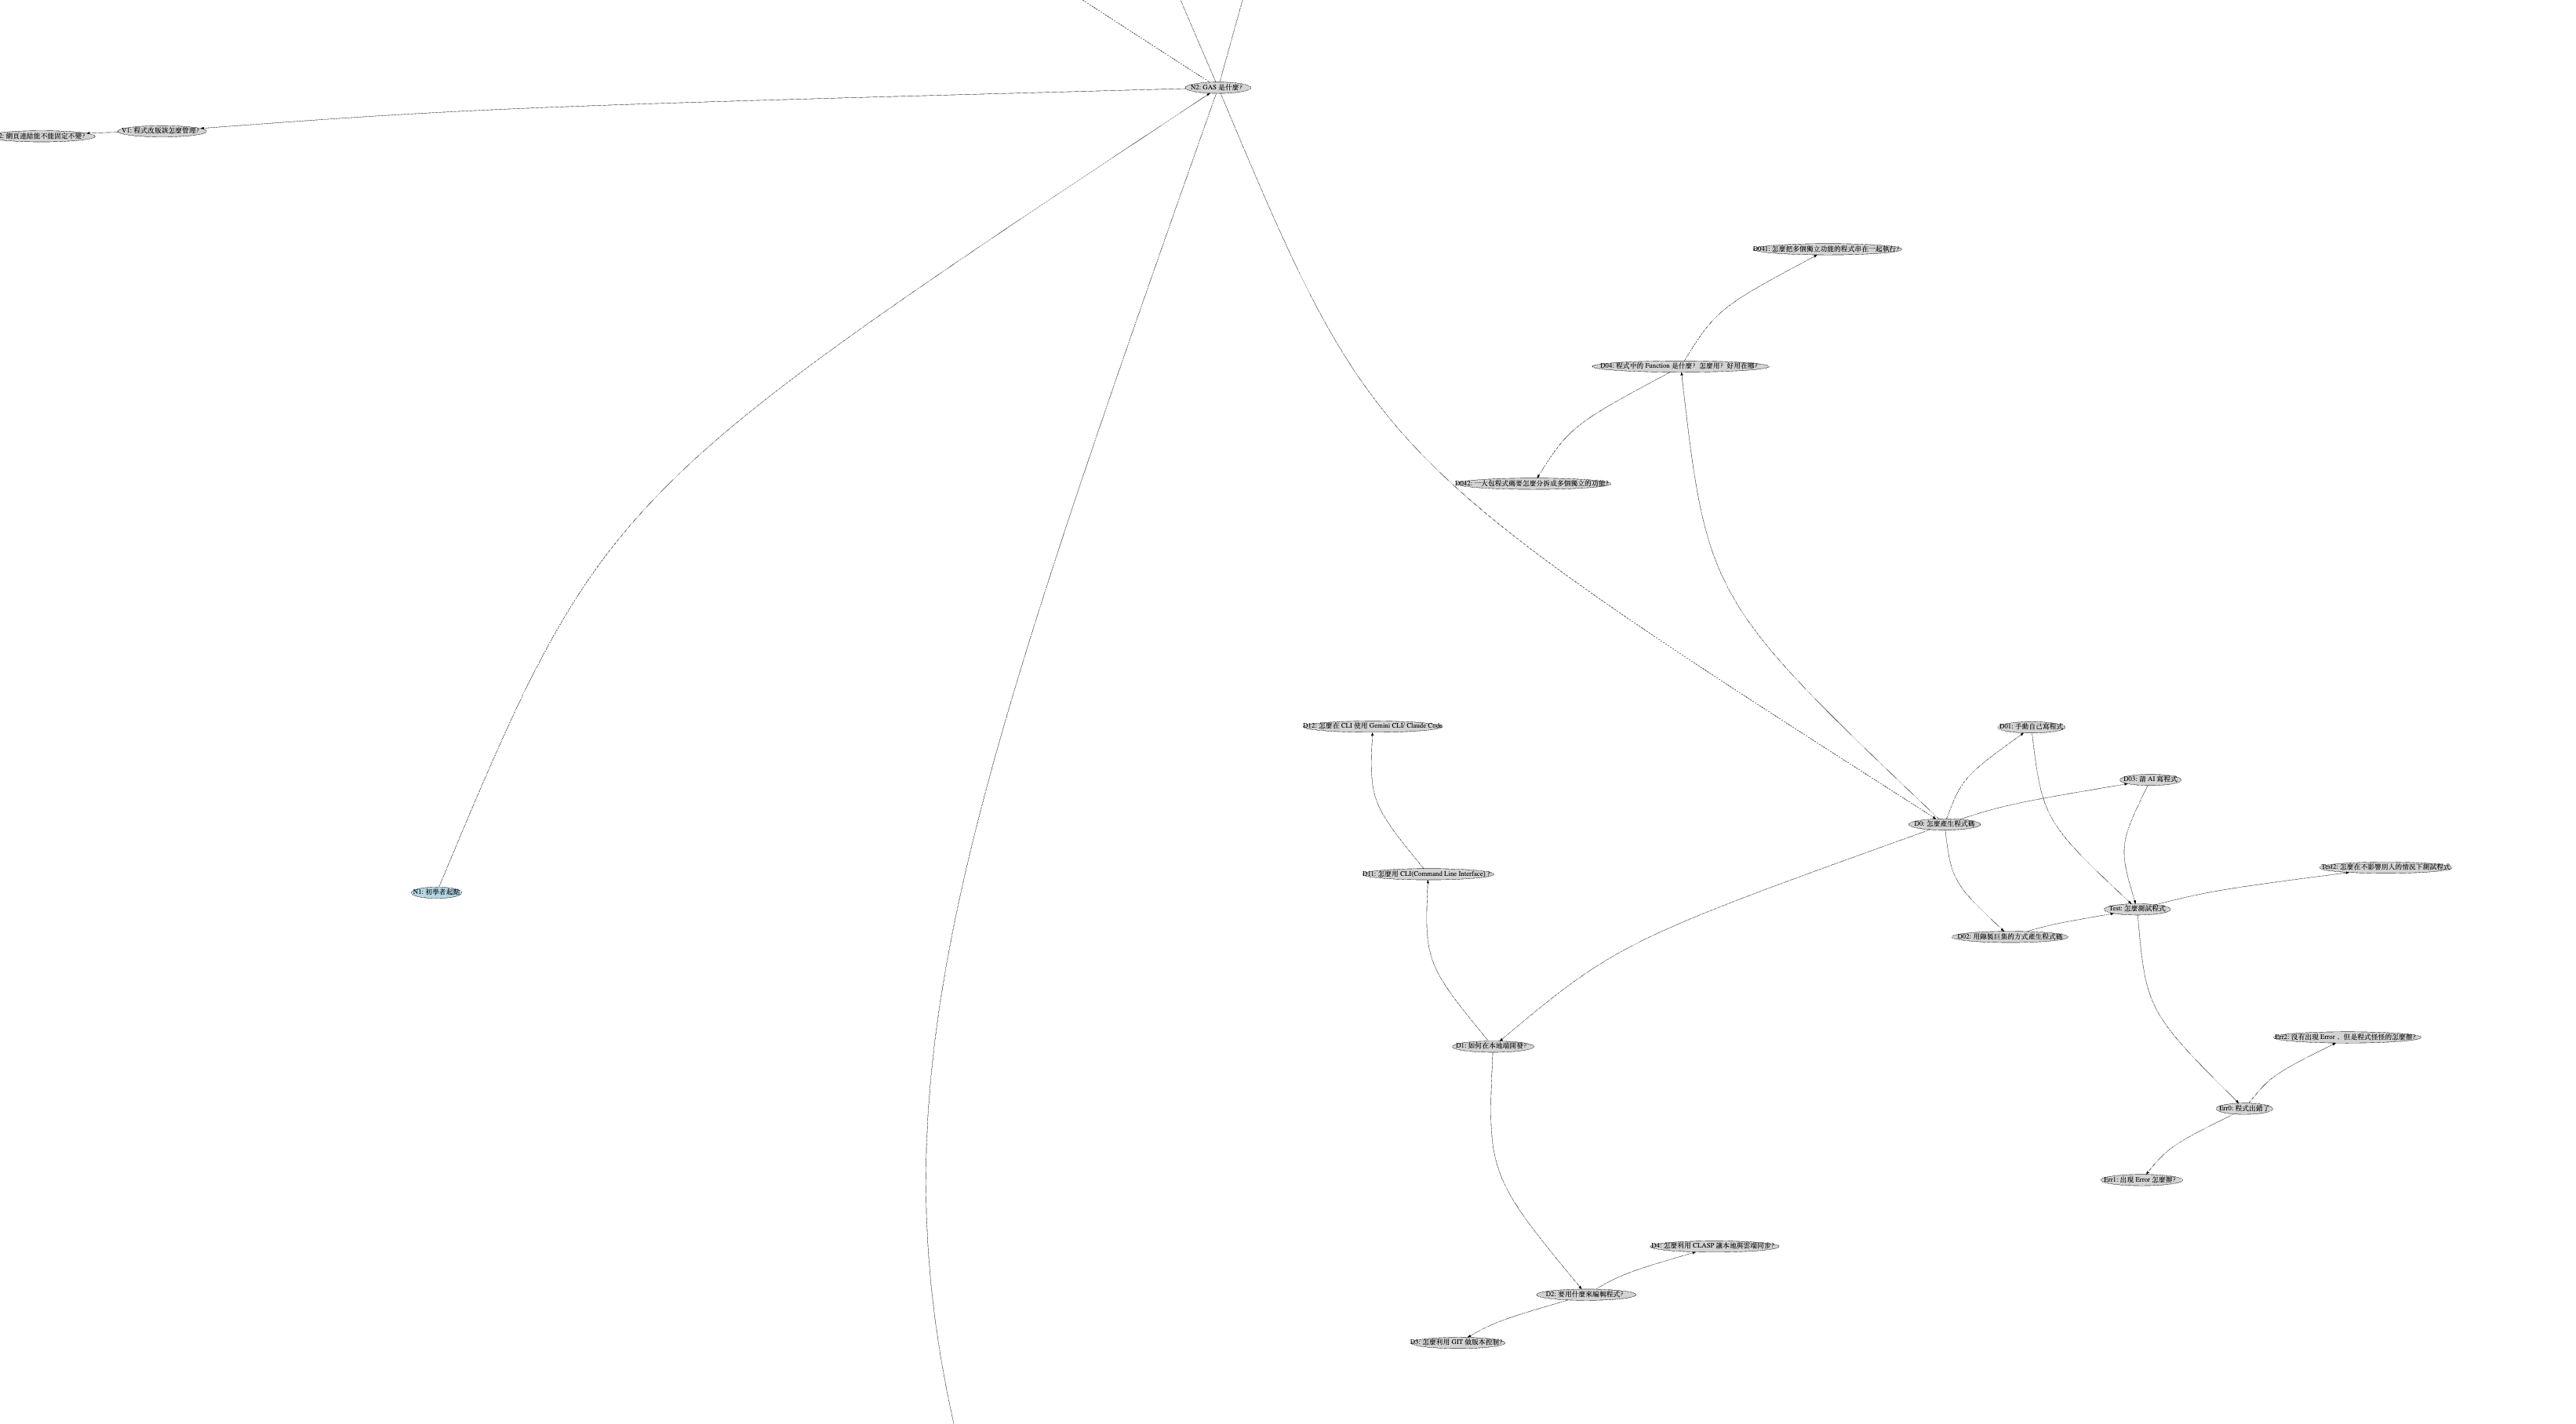 N2: GAS 是什麼?
V1: 程式改版該怎麼管理?
2: 網頁連結能不能固定不變?
D041: 怎麼把多個獨立功能的程式串在一起執行?
D04: 程式中的 Function 是什麼? 怎麼用? 好用在哪?
D042: 一大包程式碼要怎麼分拆成多個獨立的功能?
D12: 怎麼在 CLI 使用 Gemini CLI/ Claude Code
D01: 手動自己寫程式
D03: 請 AI 寫程式
D0: 怎麼產生程式碼
Test2: 怎麼在不影響別人的情況下測試程式
D11: 怎麼用 CLI(Command Line Interface) ?
N1: 初學者起點
Test: 怎麼測試程式
D02: 用錄製巨集的方式產生程式碼
Err2: 沒有出現 Error ,  但是程式怪怪的怎麼辦?
D1: 如何在本地端開發?
Err0: 程式出錯了
Err1: 出現 Error 怎麼辦?
D4: 怎麼利用 CLASP 讓本地與雲端同步?
D2: 要用什麼來編輯程式?
D3: 怎麼利用 GIT 做版本控制?